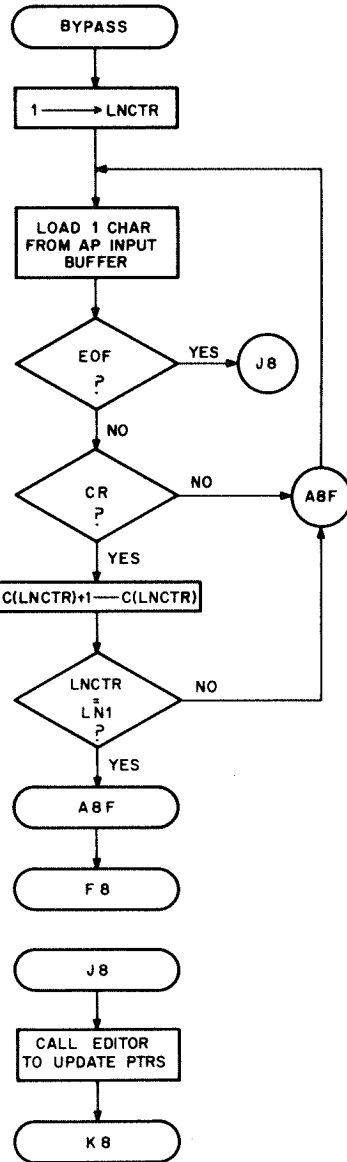 BYPASS
1 ⟶ LNCTR
LOAD 1 CHAR
FROM AP INPUT
BUFFER
EOF
?
YES
J8
NO
CR
?
NO
A8F
YES
C(LNCTR)+1 — C(LNCTR)
LNCTR
=
LN1
?
NO
YES
A8F
F8
J8
CALL EDITOR
TO UPDATE PTRS
K8